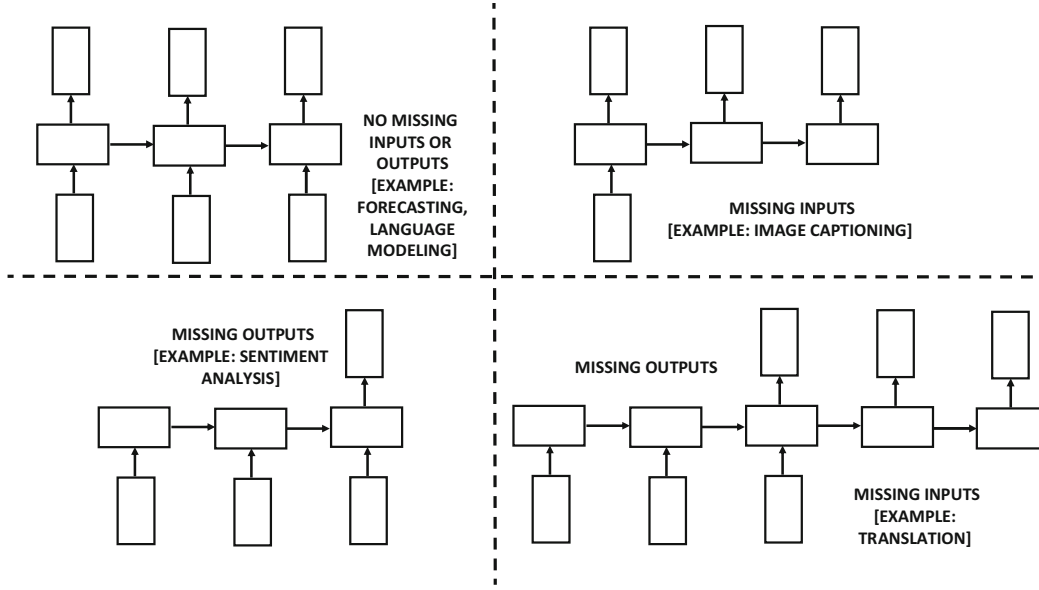 NO MISSING
INPUTS OR
OUTPUTS
[EXAMPLE:
FORECASTING,
LANGUAGE
MODELING]
MISSING INPUTS
[EXAMPLE: IMAGE CAPTIONING]
MISSING OUTPUTS
[EXAMPLE: SENTIMENT
ANALYSIS]
MISSING OUTPUTS
MISSING INPUTS
[EXAMPLE:
TRANSLATION]